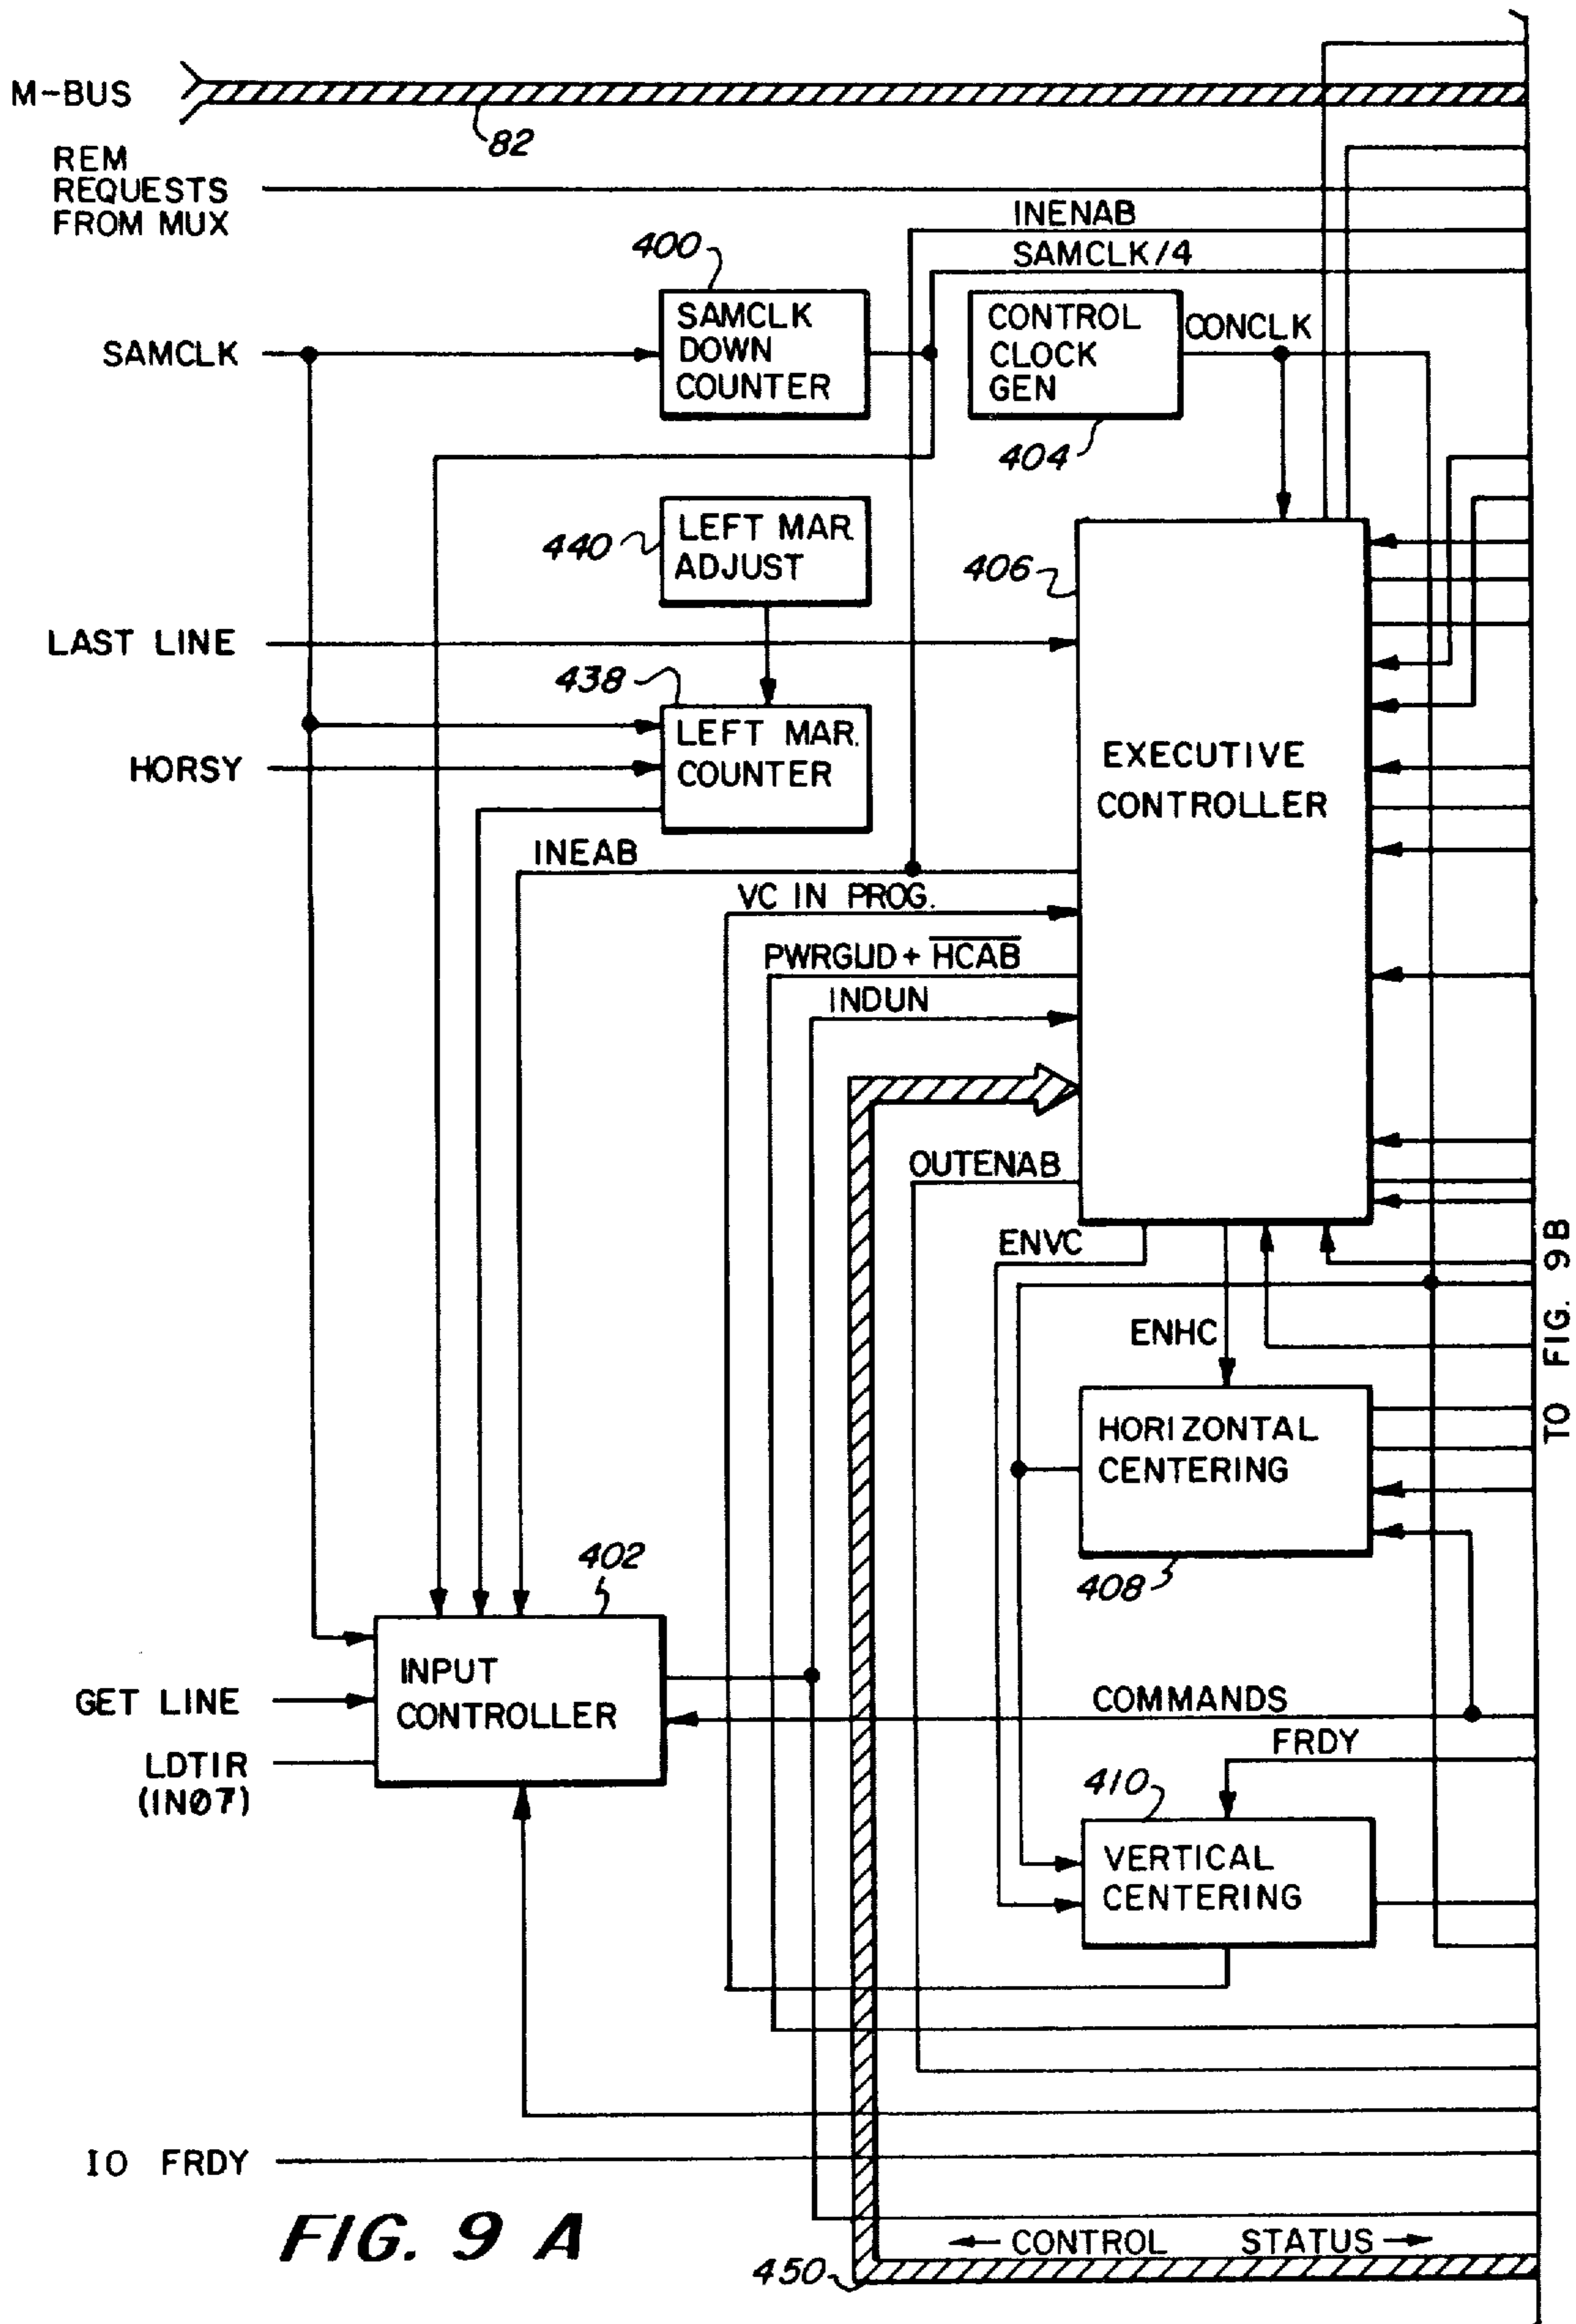 M-BUS
82
REM
REQUESTS
FROM MUX
INENAB
400
SAMCLK/4
SAMCLK
DOWN
COUNTER
CONTROL
CLOCK
GEN
CONCLK
SAMCLK
404
440
LEFT MAR
ADJUST
406
LAST LINE
438
LEFT MAR.
COUNTER
HORSY
EXECUTIVE
CONTROLLER
INEAB
VC IN PROG.
PWRGUD + HCAB
INDUN
OUTENAB
ENVC
ENHC
TO FIG. 9B
HORIZONTAL
CENTERING
408
402
INPUT
CONTROLLER
GET LINE
COMMANDS
LDTIR
(IN07)
FRDY
410
VERTICAL
CENTERING
IO FRDY
FIG. 9 A
CONTROL STATUS
450